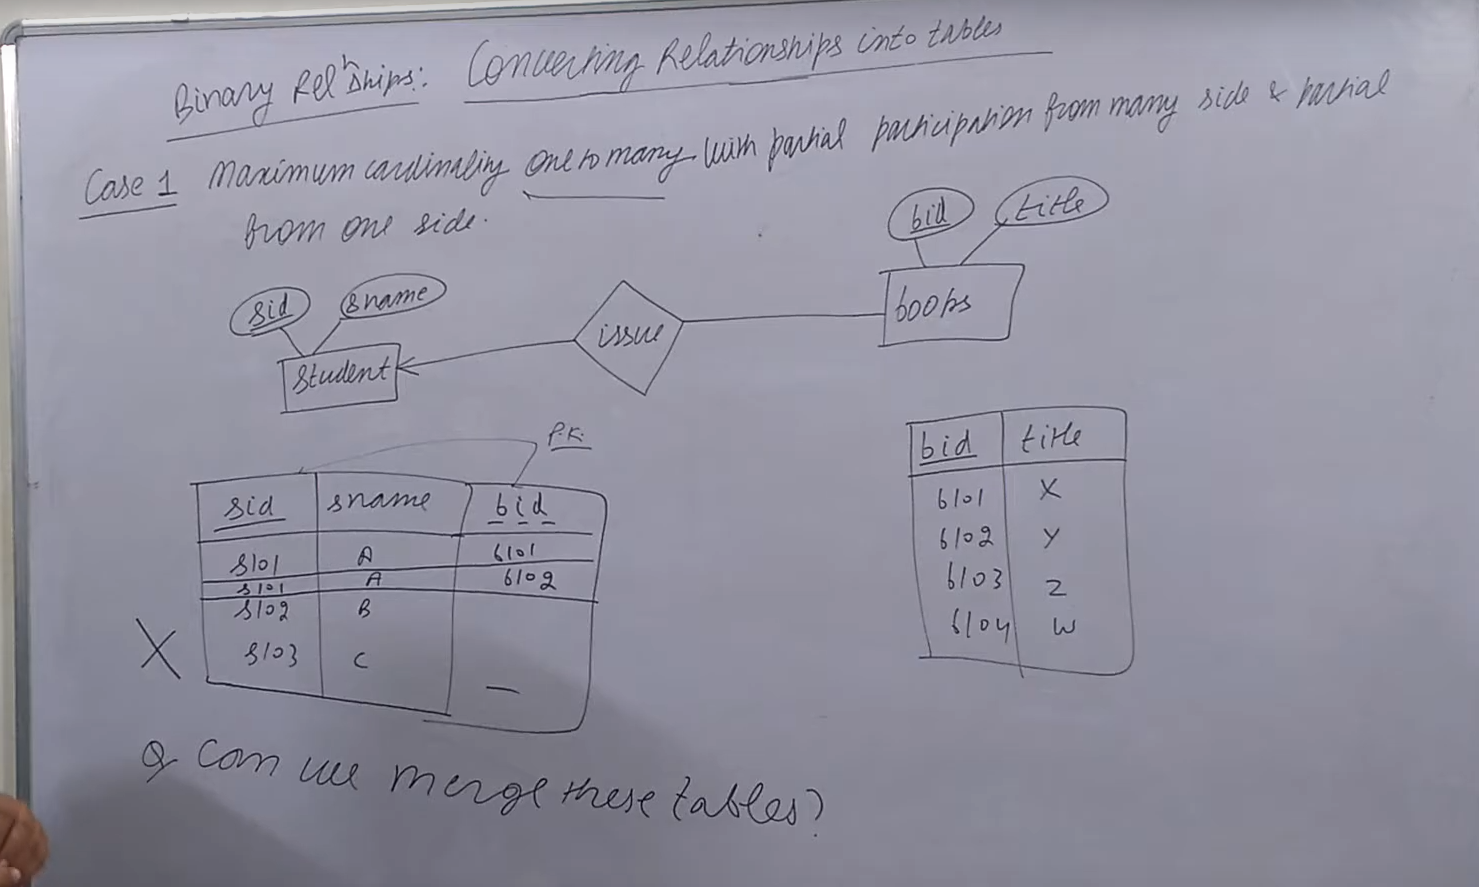 Binary Relnships: Converting Relationships into tables
Case 1 Maximum cardinality one to many with partial participation from many side & partial
from one side.
bid title
sid sname
books
issue
Student
P.K.
sid sname bid
s101 A b101
s101 A b102
s102 B
s103 C —
X
bid title
b101 X
b102 Y
b103 Z
b104 W
Q Can we merge these tables?